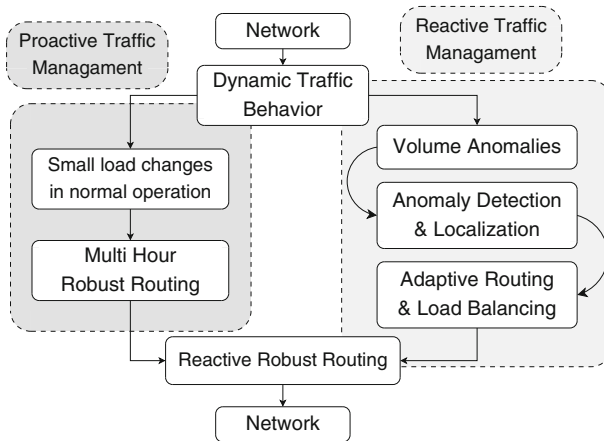 Proactive Traffic
Managament
Network
Reactive Traffic
Management
Dynamic Traffic
Behavior
Small load changes
in normal operation
Multi Hour
Robust Routing
Volume Anomalies
Anomaly Detection
& Localization
Adaptive Routing
& Load Balancing
Reactive Robust Routing
Network